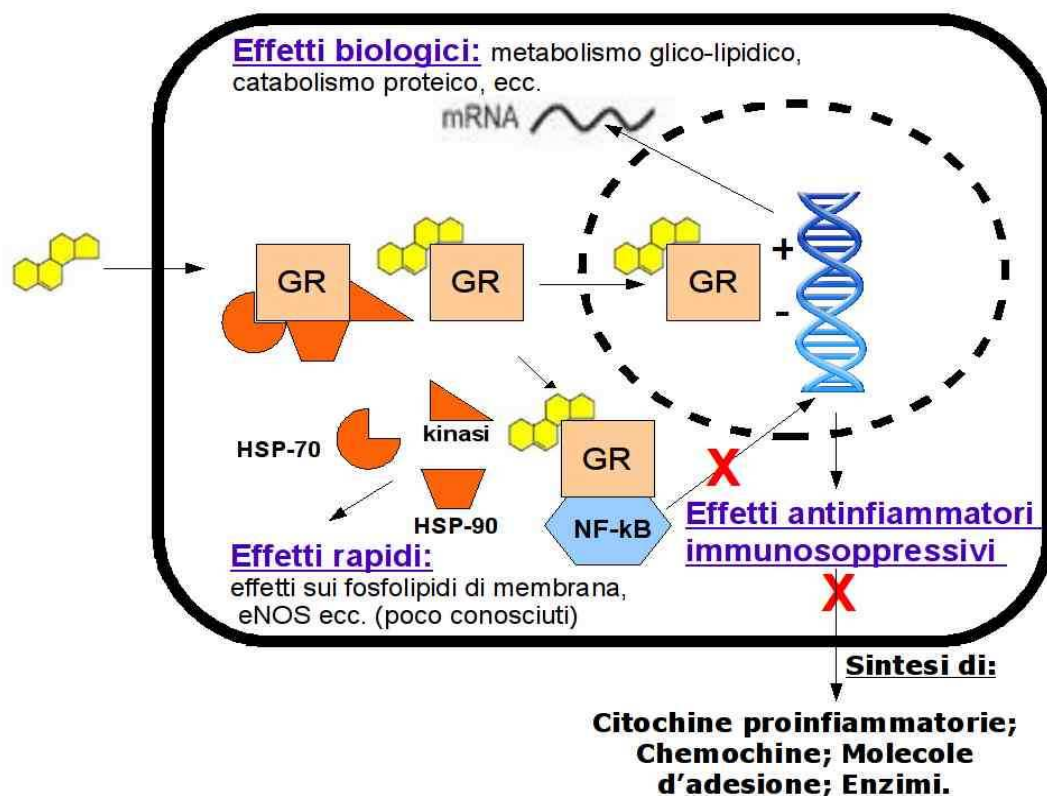 Effetti biologici: metabolismo glico-lipidico,
catabolismo proteico, ecc.
mRNA
GR
GR
GR
+
-
HSP-70
kinasi
HSP-90
GR
NF-kB
X
Effetti rapidi:
effetti sui fosfolipidi di membrana,
eNOS ecc. (poco conosciuti)
Effetti antinfiammatori
immunosoppressivi
X
Sintesi di:
Citochine proinfiammatorie;
Chemochine; Molecole
d'adesione; Enzimi.